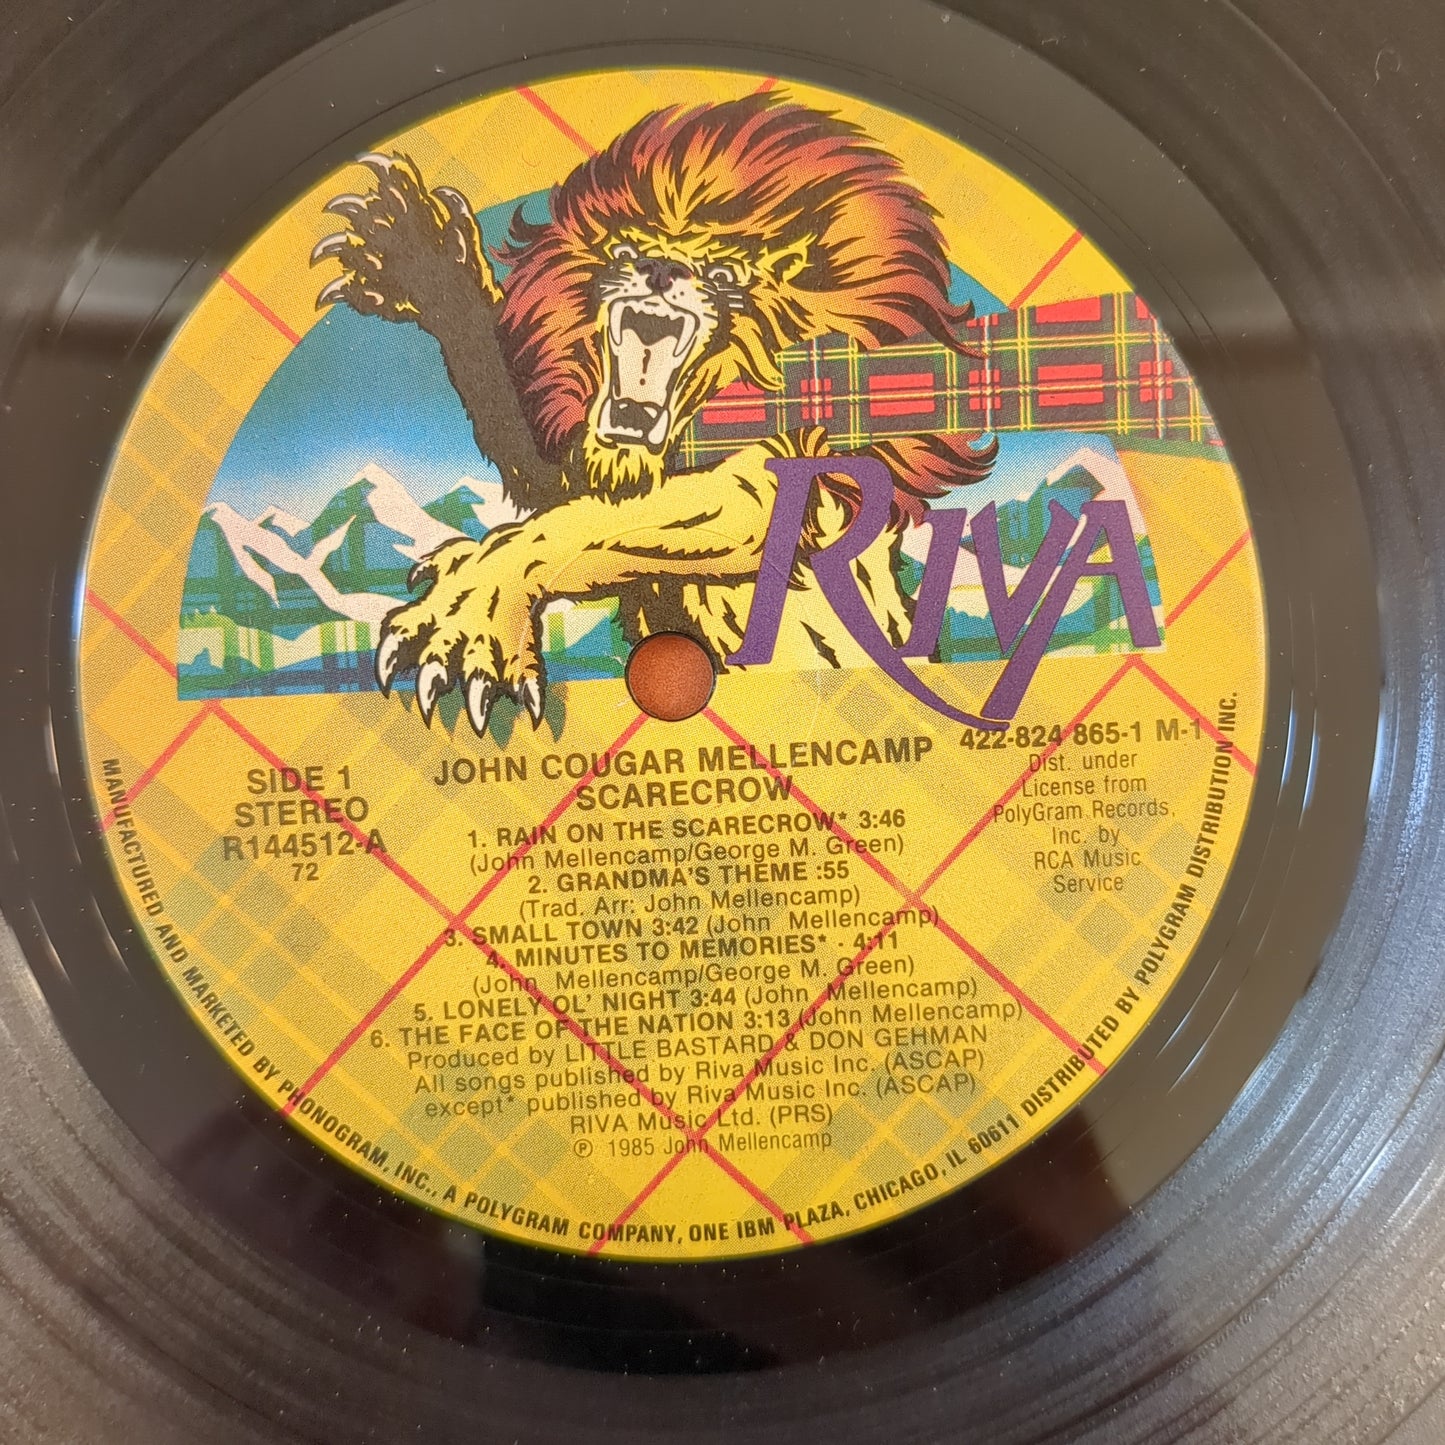 RIVA
422-824 865-1 M-1
Dist. under
License from
PolyGram Records,
Inc. by
RCA Music
Service
SIDE 1
STEREO
R144512-A
72
JOHN COUGAR MELLENCAMP
SCARECROW
1. RAIN ON THE SCARECROW* 3:46
(John Mellencamp/George M. Green)
2. GRANDMA'S THEME :55
(Trad. Arr: John Mellencamp)
3. SMALL TOWN 3:42 (John Mellencamp)
4. MINUTES TO MEMORIES* - 4:11
(John Mellencamp/George M. Green)
5. LONELY OL' NIGHT 3:44 (John Mellencamp)
6. THE FACE OF THE NATION 3:13 (John Mellencamp)
Produced by LITTLE BASTARD & DON GEHMAN
All songs published by Riva Music Inc. (ASCAP)
except* published by Riva Music Inc. (ASCAP)
RIVA Music Ltd. (PRS)
℗ 1985 John Mellencamp
MANUFACTURED AND MARKETED BY PHONOGRAM, INC., A POLYGRAM COMPANY, ONE IBM PLAZA, CHICAGO, IL 60611 DISTRIBUTED BY POLYGRAM DISTRIBUTION INC.